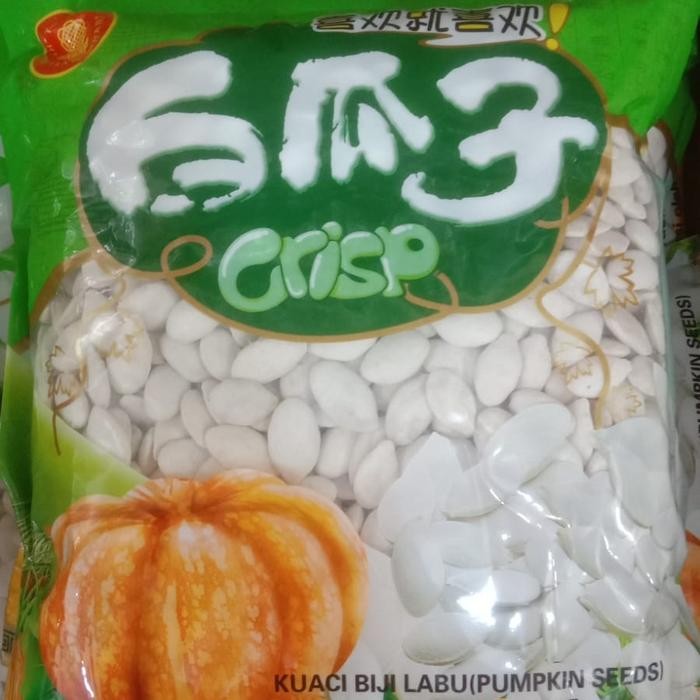 喜欢就喜欢!
白瓜子
Crisp
KUACI BIJI LABU(PUMPKIN SEEDS)
PUMPKIN SEEDS)